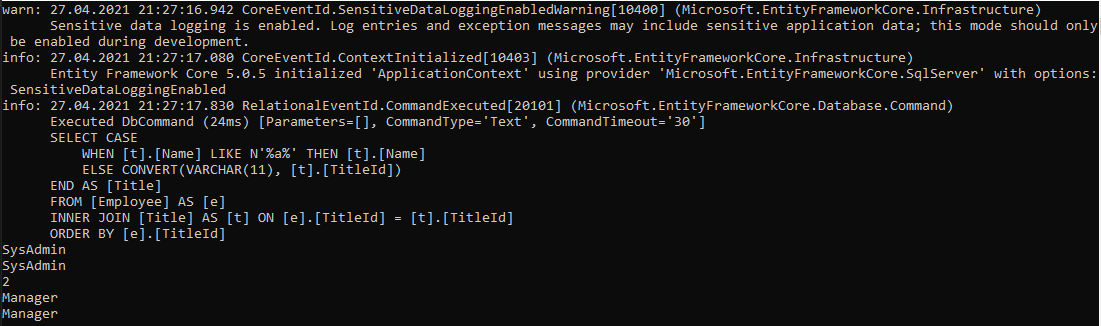 warn: 27.04.2021 21:27:16.942 CoreEventId.SensitiveDataLoggingEnabledWarning[10400] (Microsoft.EntityFrameworkCore.Infrastructure)
      Sensitive data logging is enabled. Log entries and exception messages may include sensitive application data; this mode should only
 be enabled during development.
info: 27.04.2021 21:27:17.080 CoreEventId.ContextInitialized[10403] (Microsoft.EntityFrameworkCore.Infrastructure)
      Entity Framework Core 5.0.5 initialized 'ApplicationContext' using provider 'Microsoft.EntityFrameworkCore.SqlServer' with options:
 SensitiveDataLoggingEnabled
info: 27.04.2021 21:27:17.830 RelationalEventId.CommandExecuted[20101] (Microsoft.EntityFrameworkCore.Database.Command)
      Executed DbCommand (24ms) [Parameters=[], CommandType='Text', CommandTimeout='30']
      SELECT CASE
          WHEN [t].[Name] LIKE N'%a%' THEN [t].[Name]
          ELSE CONVERT(VARCHAR(11), [t].[TitleId])
      END AS [Title]
      FROM [Employee] AS [e]
      INNER JOIN [Title] AS [t] ON [e].[TitleId] = [t].[TitleId]
      ORDER BY [e].[TitleId]
SysAdmin
SysAdmin
2
Manager
Manager